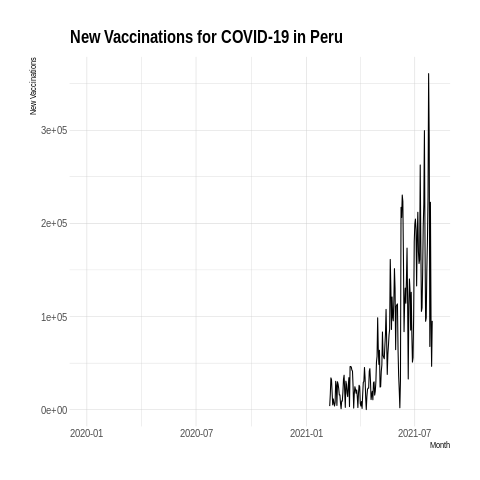 New Vaccinations for COVID-19 in Peru
New Vaccinations
3e+05
2e+05
1e+05
0e+00
2020-01 2020-07 2021-01 2021-07
Month